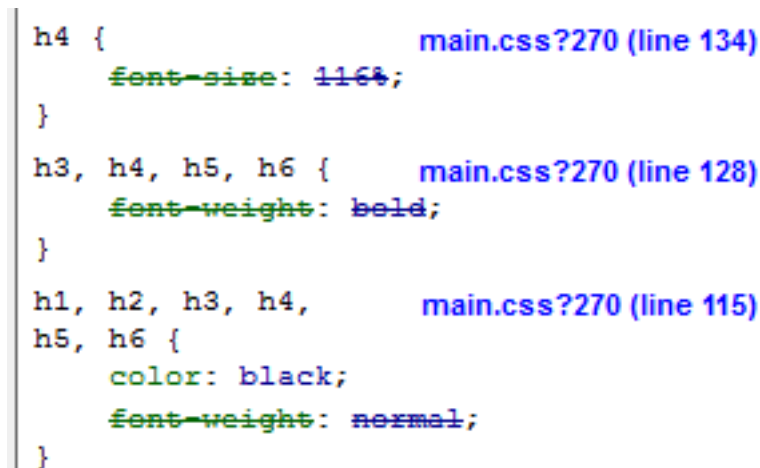 h4 { main.css?270 (line 134)
font-size: 116%;
}
h3, h4, h5, h6 { main.css?270 (line 128)
font-weight: bold;
}
h1, h2, h3, h4, main.css?270 (line 115)
h5, h6 {
color: black;
font-weight: normal;
}